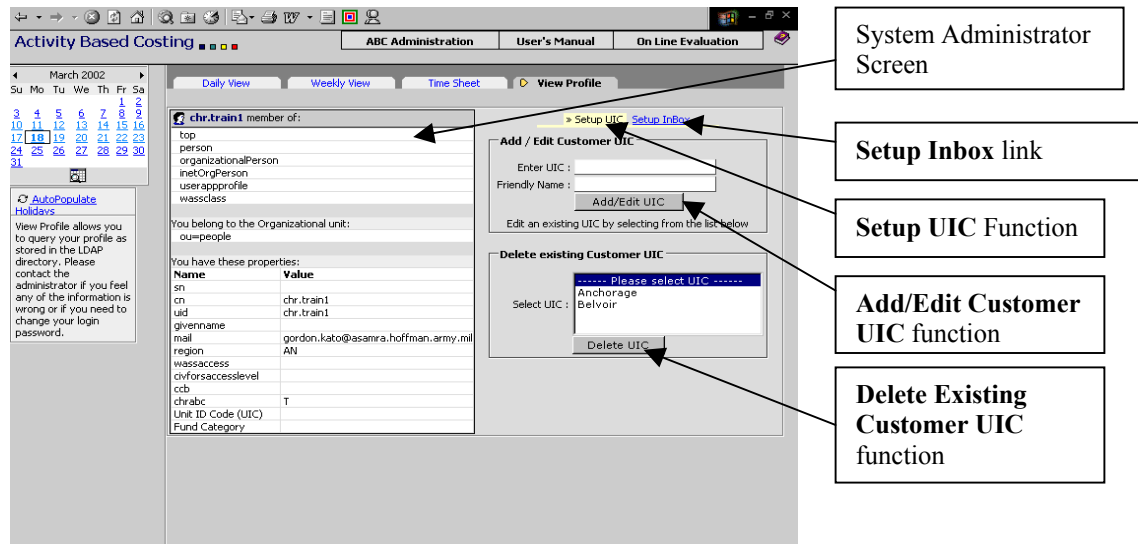 Activity Based Costing
ABC Administration
User's Manual
On Line Evaluation
March 2002
Su Mo Tu We Th Fr Sa
1 2
3 4 5 6 7 8 9
10 11 12 13 14 15 16
17 18 19 20 21 22 23
24 25 26 27 28 29 30
31
AutoPopulate
Holidays
View Profile allows you
to query your profile as
stored in the LDAP
directory. Please
contact the
administrator if you feel
any of the information is
wrong or if you need to
change your login
password.
Daily View
Weekly View
Time Sheet
View Profile
chr.train1 member of:
top
person
organizationalPerson
inetOrgPerson
userappprofile
wassclass
You belong to the Organizational unit:
ou=people
You have these properties:
Name Value
sn
cn chr.train1
uid chr.train1
givenname
mail gordon.kato@asamra.hoffman.army.mil
region AN
wassaccess
civforsaccesslevel
ccb
chrabc T
Unit ID Code (UIC)
Fund Category
» Setup UIC Setup InBox
Add / Edit Customer UIC
Enter UIC :
Friendly Name :
Add/Edit UIC
Edit an existing UIC by selecting from the list below
Delete existing Customer UIC
Select UIC :
------ Please select UIC ------
Anchorage
Belvoir
Delete UIC
System Administrator
Screen
Setup Inbox link
Setup UIC Function
Add/Edit Customer
UIC function
Delete Existing
Customer UIC
function